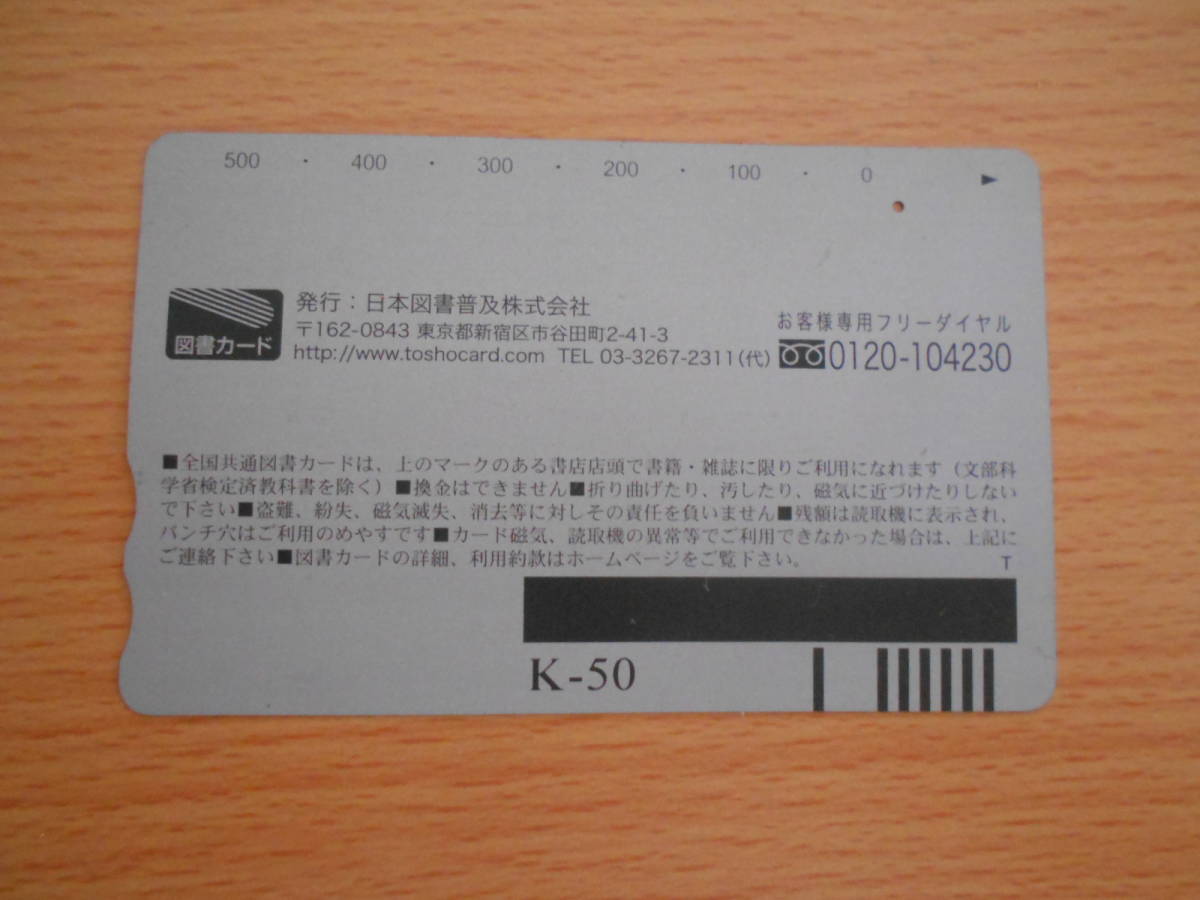 500 · 400 · 300 · 200 · 100 · 0 ▶
図書カード
発行：日本図書普及株式会社
〒162-0843 東京都新宿区市谷田町2-41-3
http://www.toshocard.com TEL 03-3267-2311(代)
お客様専用フリーダイヤル
0120-104230
■全国共通図書カードは、上のマークのある書店店頭で書籍・雑誌に限りご利用になれます（文部科
学省検定済教科書を除く）■換金はできません■折り曲げたり、汚したり、磁気に近づけたりしない
で下さい■盗難、紛失、磁気滅失、消去等に対しその責任を負いません■残額は読取機に表示され、
パンチ穴はご利用のめやすです■カード磁気、読取機の異常等でご利用できなかった場合は、上記に
ご連絡下さい■図書カードの詳細、利用約款はホームページをご覧下さい。 T
K-50